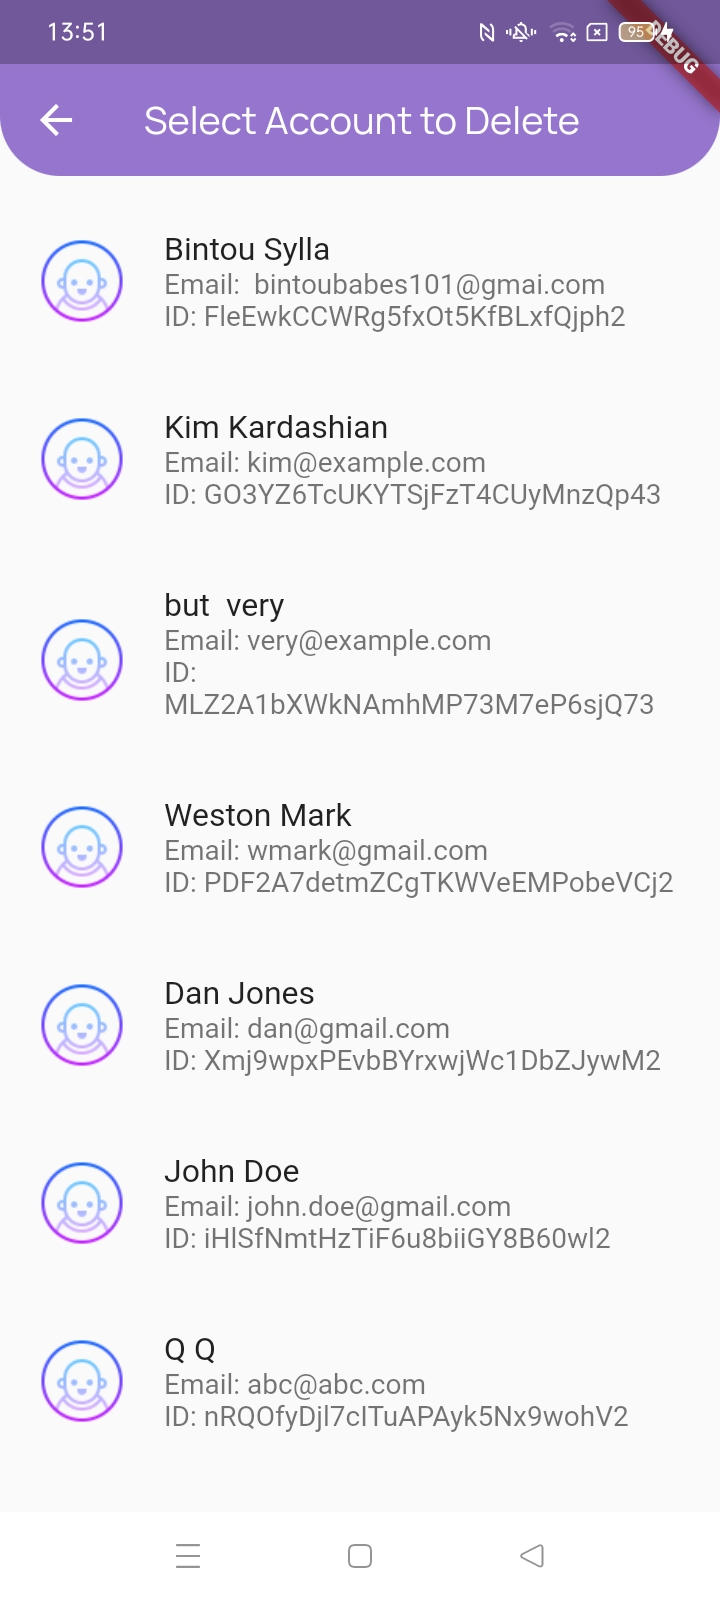 13:51
95
DEBUG
Select Account to Delete
Bintou Sylla
Email:  bintoubabes101@gmai.com
ID: FleEwkCCWRg5fxOt5KfBLxfQjph2
Kim Kardashian
Email: kim@example.com
ID: GO3YZ6TcUKYTSjFzT4CUyMnzQp43
but  very
Email: very@example.com
ID:
MLZ2A1bXWkNAmhMP73M7eP6sjQ73
Weston Mark
Email: wmark@gmail.com
ID: PDF2A7detmZCgTKWVeEMPobeVCj2
Dan Jones
Email: dan@gmail.com
ID: Xmj9wpxPEvbBYrxwjWc1DbZJywM2
John Doe
Email: john.doe@gmail.com
ID: iHlSfNmtHzTiF6u8biiGY8B60wl2
Q Q
Email: abc@abc.com
ID: nRQOfyDjl7cITuAPAyk5Nx9wohV2